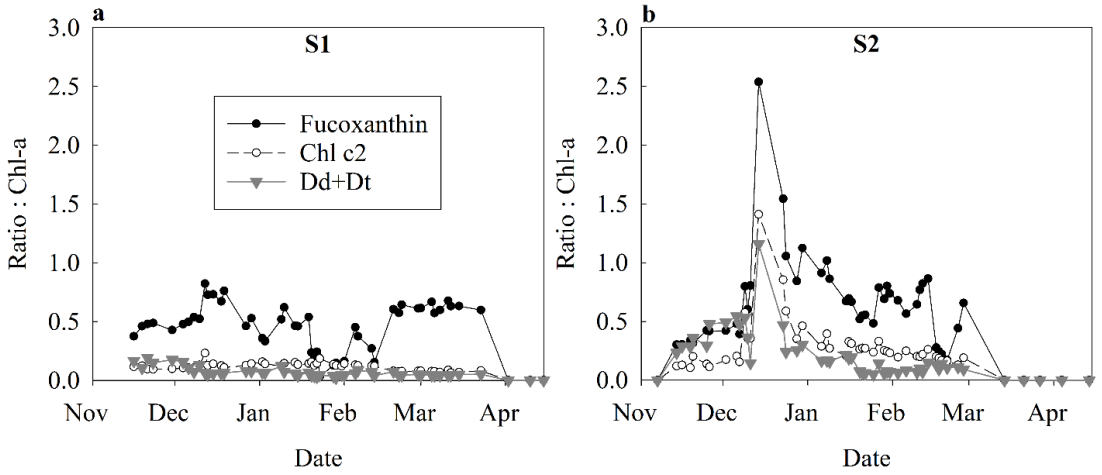 a
S1
3.0
2.5
2.0
1.5
1.0
0.5
0.0
Ratio : Chl-a
Fucoxanthin
Chl c2
Dd+Dt
Nov Dec Jan Feb Mar Apr
Date
b
S2
3.0
2.5
2.0
1.5
1.0
0.5
0.0
Ratio : Chl-a
Nov Dec Jan Feb Mar Apr
Date